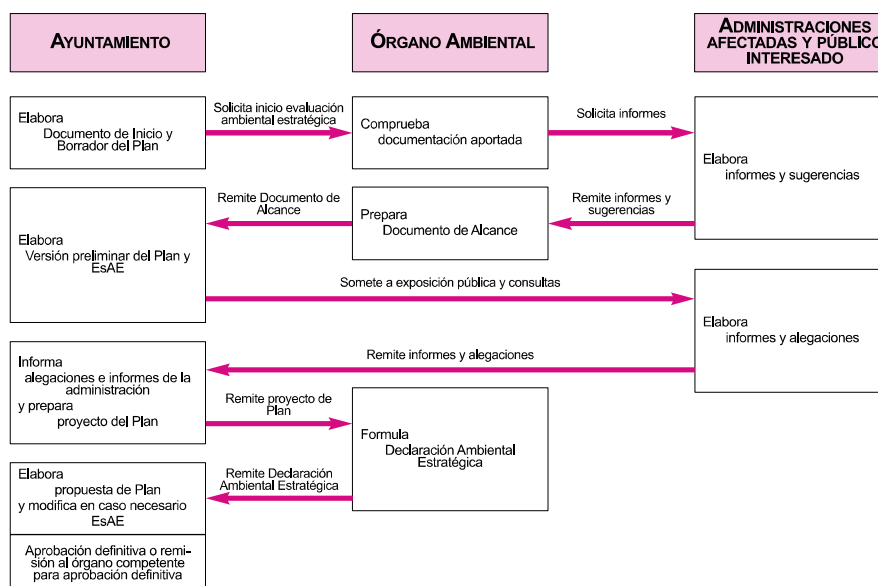 AYUNTAMIENTO
ÓRGANO AMBIENTAL
ADMINISTRACIONES
AFECTADAS Y PÚBLICO
INTERESADO
Elabora
Documento de Inicio y
Borrador del Plan
Solicita inicio evaluación
ambiental estratégica
Comprueba
documentación aportada
Solicita informes
Elabora
informes y sugerencias
Remite informes y
sugerencias
Prepara
Documento de Alcance
Remite Documento de
Alcance
Elabora
Versión preliminar del Plan y
EsAE
Somete a exposición pública y consultas
Elabora
informes y alegaciones
Remite informes y alegaciones
Informa
alegaciones e informes de la
administración
y prepara
proyecto del Plan
Remite proyecto de
Plan
Formula
Declaración Ambiental
Estratégica
Remite Declaración
Ambiental Estratégica
Elabora
propuesta de Plan
y modifica en caso necesario
EsAE
Aprobación definitiva o remi-
sión al órgano competente
para aprobación definitiva